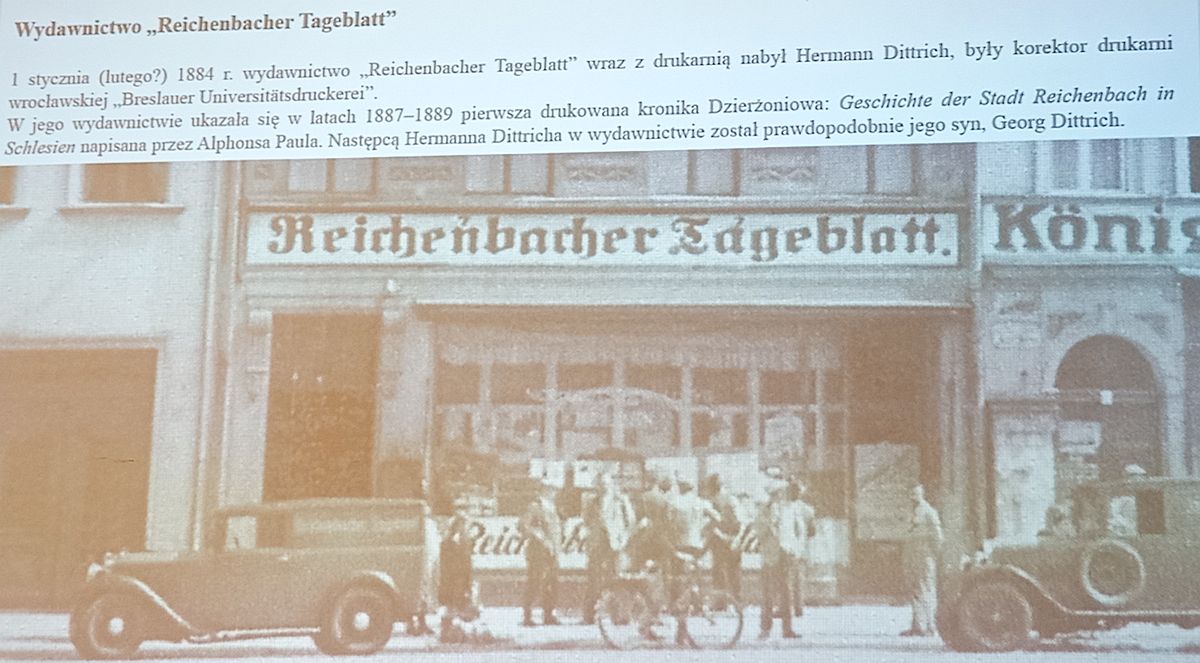 Wydawnictwo „Reichenbacher Tageblatt”
1 stycznia (lutego?) 1884 r. wydawnictwo „Reichenbacher Tageblatt” wraz z drukarnią nabył Hermann Dittrich, były korektor drukarni
wrocławskiej „Breslauer Universitätsdruckerei”.
W jego wydawnictwie ukazała się w latach 1887–1889 pierwsza drukowana kronika Dzierżoniowa: Geschichte der Stadt Reichenbach in
Schlesien napisana przez Alphonsa Paula. Następcą Hermanna Dittricha w wydawnictwie został prawdopodobnie jego syn, Georg Dittrich.
Reichenbacher Tageblatt.
Könis